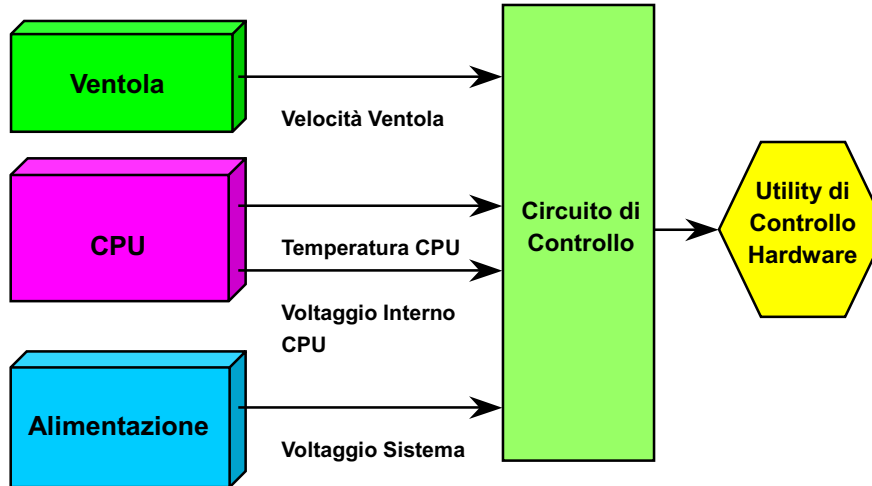 Ventola
Velocità Ventola
CPU
Temperatura CPU
Voltaggio Interno
CPU
Alimentazione
Voltaggio Sistema
Circuito di
Controllo
Utility di
Controllo
Hardware